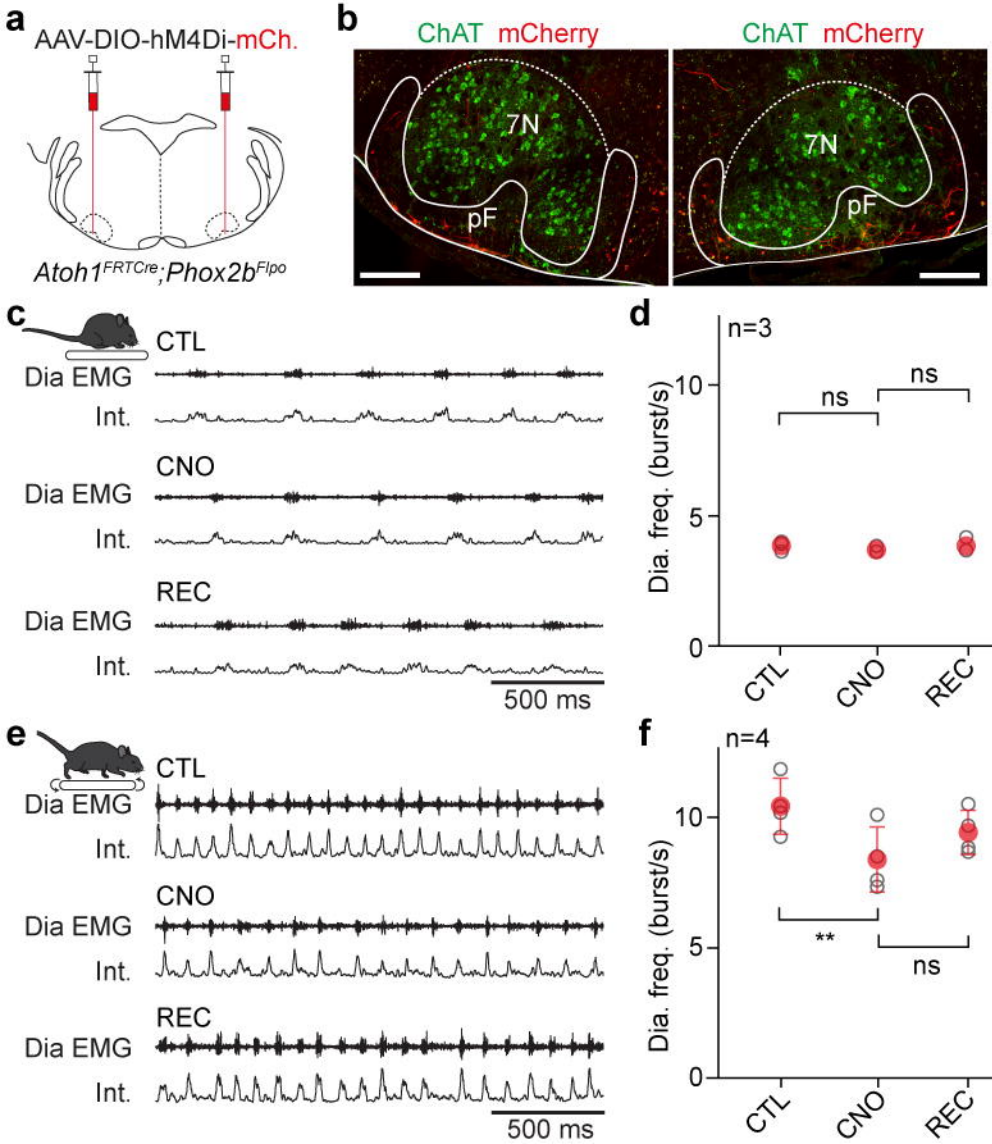 a
AAV-DIO-hM4Di-mCh.
Atoh1FRTCre;Phox2bFlpo
b
ChAT mCherry
7N
pF
ChAT mCherry
7N
pF
c
CTL
Dia EMG
Int.
CNO
Dia EMG
Int.
REC
Dia EMG
Int.
500 ms
d
n=3
ns
ns
Dia. freq. (burst/s)
10
5
0
CTL
CNO
REC
e
CTL
Dia EMG
Int.
CNO
Dia EMG
Int.
REC
Dia EMG
Int.
500 ms
f
n=4
**
ns
Dia. freq. (burst/s)
10
5
0
CTL
CNO
REC